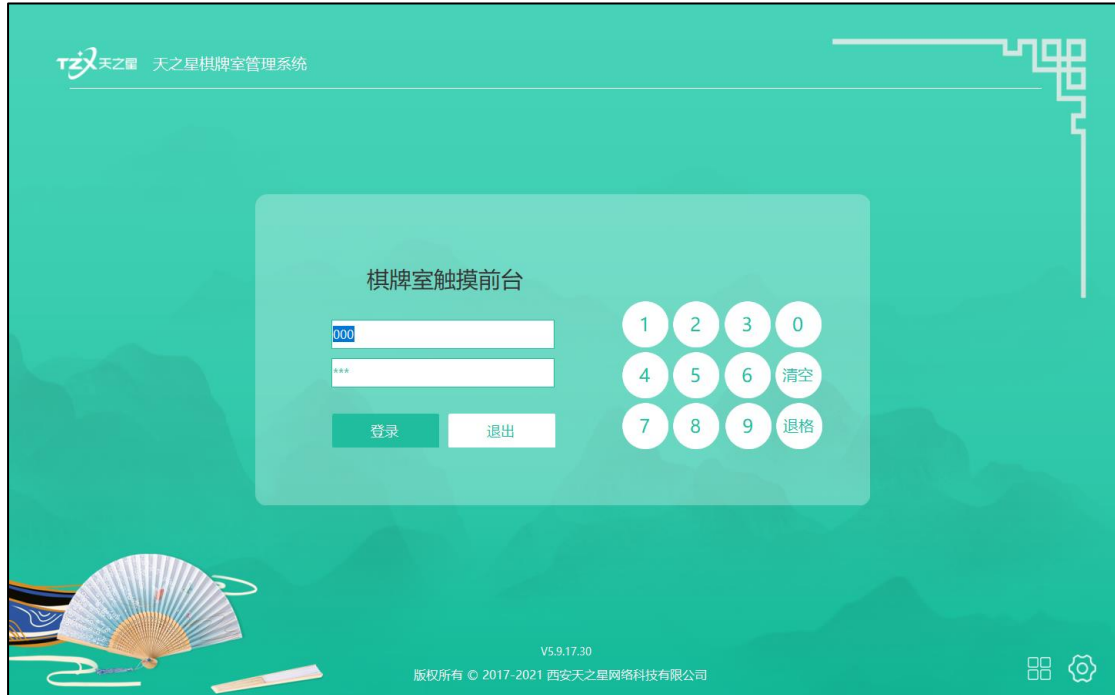 TZX天之星 天之星棋牌室管理系统
棋牌室触摸前台
000
***
登录 退出
1 2 3 0
4 5 6 清空
7 8 9 退格
V5.9.17.30
版权所有 © 2017-2021 西安天之星网络科技有限公司